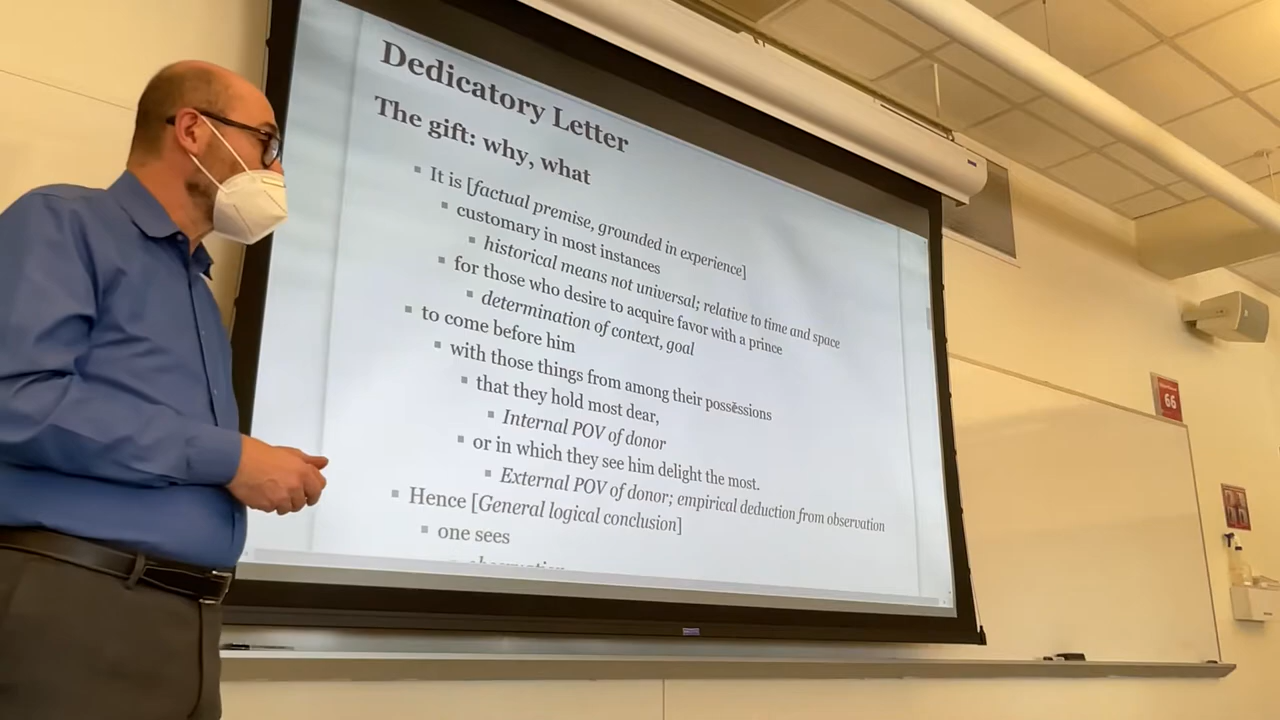 Dedicatory Letter
The gift: why, what
It is [factual premise, grounded in experience]
customary in most instances
historical means not universal; relative to time and space
for those who desire to acquire favor with a prince
determination of context, goal
to come before him
with those things from among their possessions
that they hold most dear,
Internal POV of donor
or in which they see him delight the most.
External POV of donor; empirical deduction from observation
Hence [General logical conclusion]
one sees
66